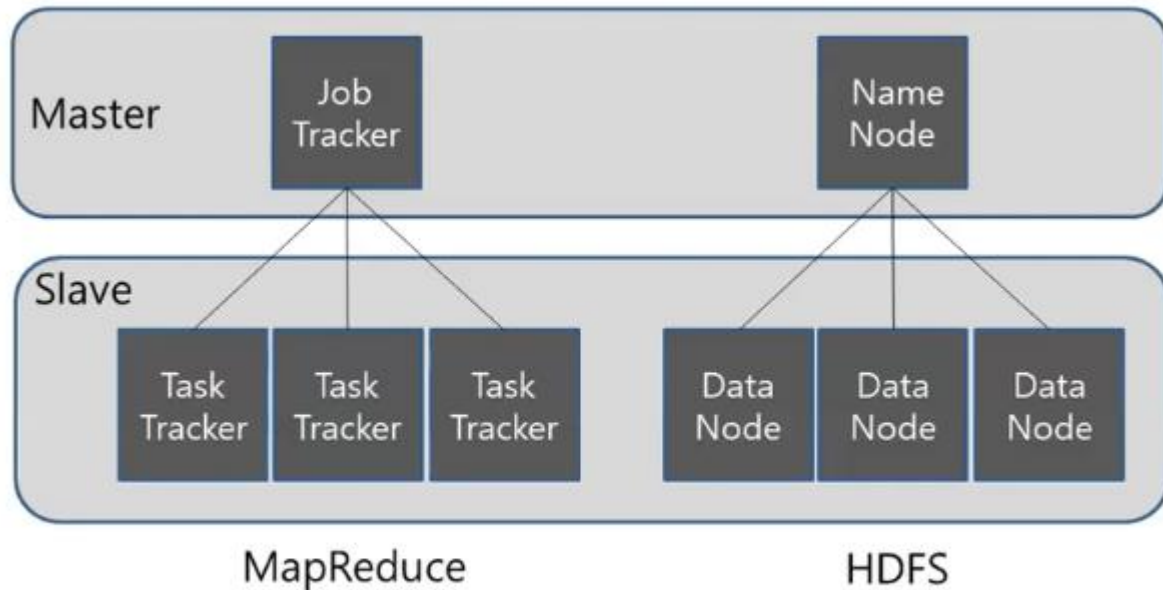 Master
Job
Tracker
Name
Node
Slave
Task
Tracker
Task
Tracker
Task
Tracker
Data
Node
Data
Node
Data
Node
MapReduce
HDFS